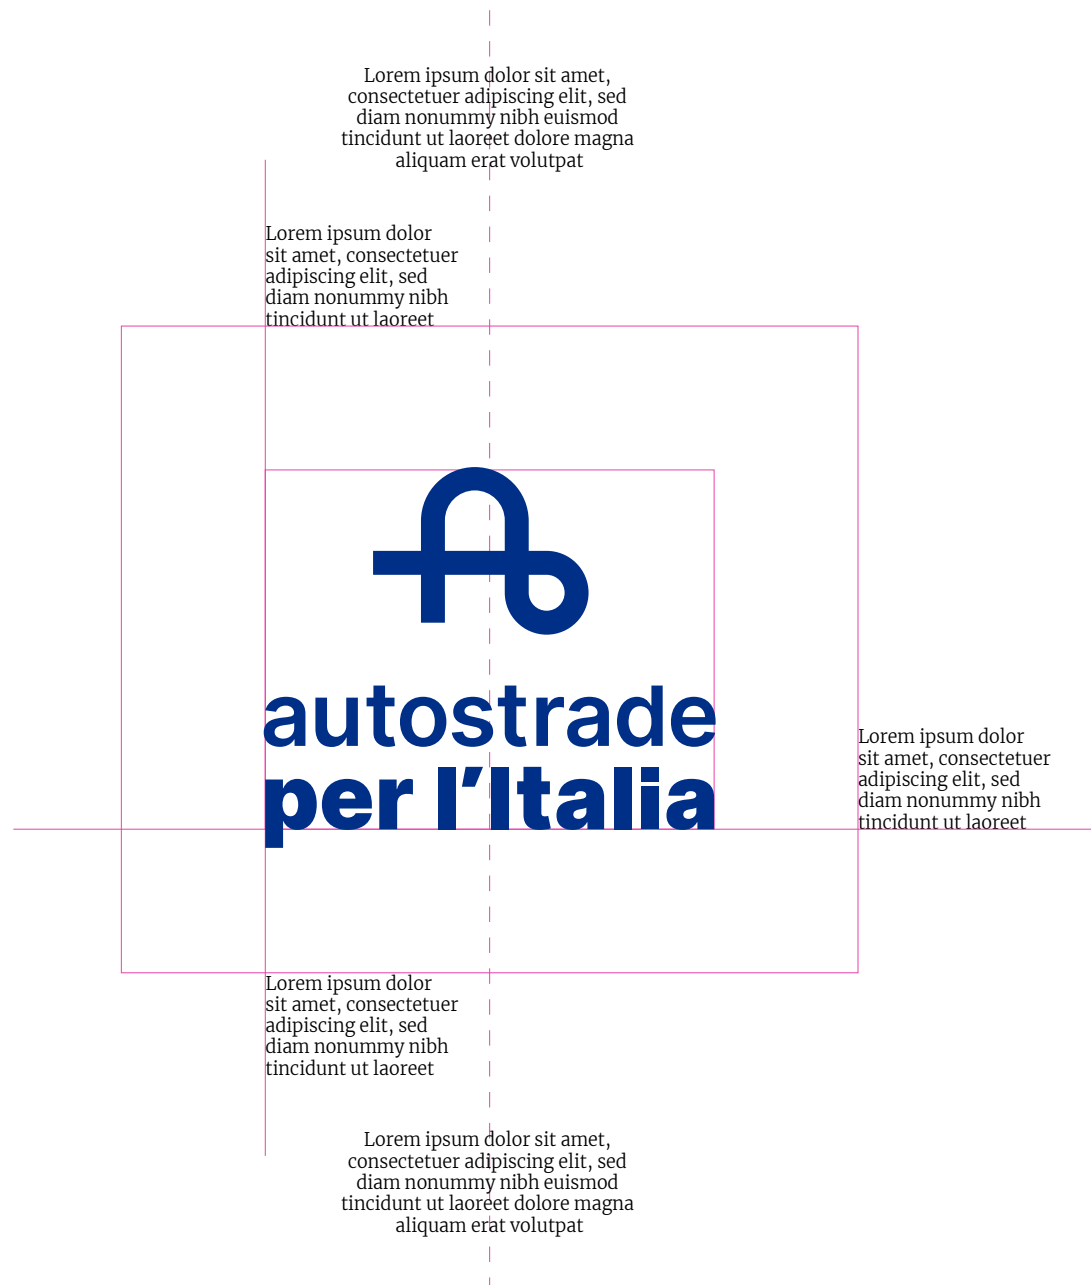 Lorem ipsum dolor sit amet,
consectetuer adipiscing elit, sed
diam nonummy nibh euismod
tincidunt ut laoreet dolore magna
aliquam erat volutpat
Lorem ipsum dolor
sit amet, consectetuer
adipiscing elit, sed
diam nonummy nibh
tincidunt ut laoreet
autostrade
per l’Italia
Lorem ipsum dolor
sit amet, consectetuer
adipiscing elit, sed
diam nonummy nibh
tincidunt ut laoreet
Lorem ipsum dolor
sit amet, consectetuer
adipiscing elit, sed
diam nonummy nibh
tincidunt ut laoreet
Lorem ipsum dolor sit amet,
consectetuer adipiscing elit, sed
diam nonummy nibh euismod
tincidunt ut laoreet dolore magna
aliquam erat volutpat